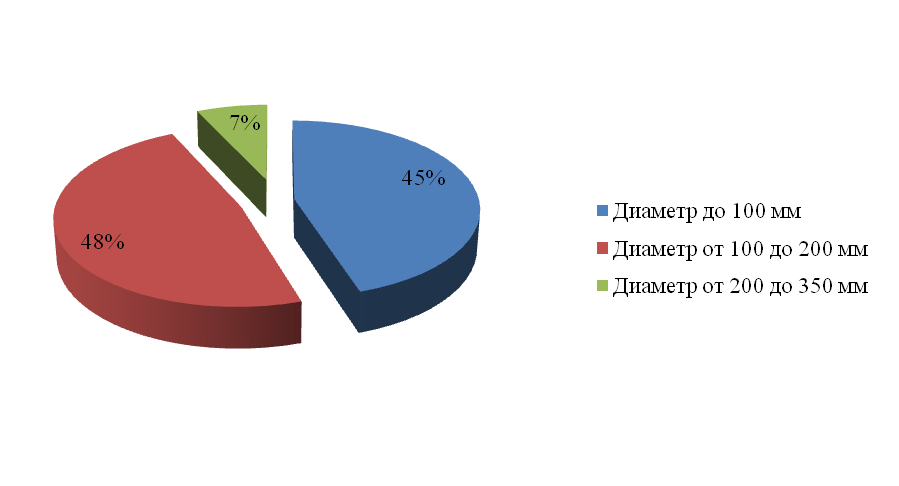 7%
45%
48%
Диаметр до 100 мм
Диаметр от 100 до 200 мм
Диаметр от 200 до 350 мм